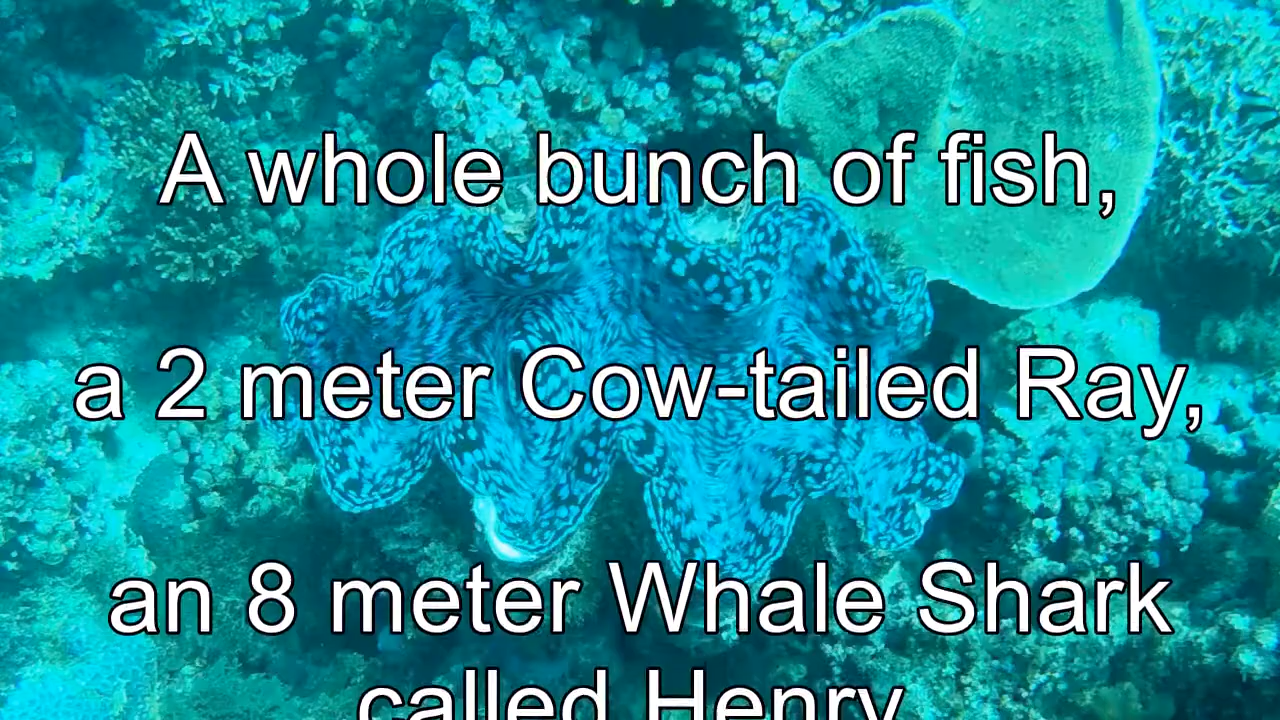 A whole bunch of fish,
a 2 meter Cow-tailed Ray,
an 8 meter Whale Shark
called Henry